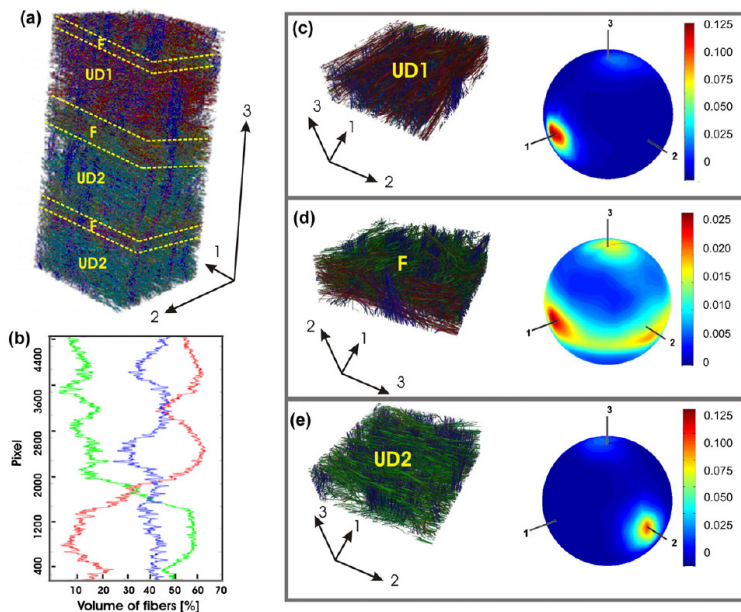 (a)
F
UD1
F
UD2
F
UD2
3
1
2
(b)
Pixel
4400
3600
2800
2000
1200
400
10 20 30 40 50 60 70
Volume of fibers [%]
(c)
UD1
3
1
2
3
1
2
0.125
0.100
0.075
0.050
0.025
0
(d)
F
2
1
3
3
1
2
0.025
0.020
0.015
0.010
0.005
0
(e)
UD2
3
1
2
3
1
2
0.125
0.100
0.075
0.050
0.025
0